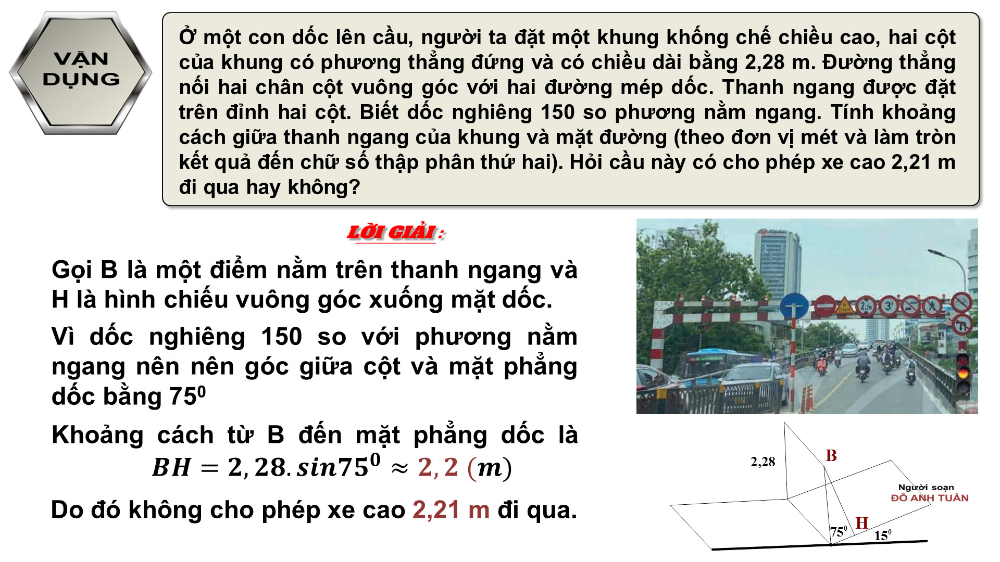 VẬN
DỤNG
Ở một con dốc lên cầu, người ta đặt một khung khống chế chiều cao, hai cột
của khung có phương thẳng đứng và có chiều dài bằng 2,28 m. Đường thẳng
nối hai chân cột vuông góc với hai đường mép dốc. Thanh ngang được đặt
trên đỉnh hai cột. Biết dốc nghiêng 150 so phương nằm ngang. Tính khoảng
cách giữa thanh ngang của khung và mặt đường (theo đơn vị mét và làm tròn
kết quả đến chữ số thập phân thứ hai). Hỏi cầu này có cho phép xe cao 2,21 m
đi qua hay không?
LỜI GIẢI :
Gọi B là một điểm nằm trên thanh ngang và
H là hình chiếu vuông góc xuống mặt dốc.
Vì dốc nghiêng 150 so với phương nằm
ngang nên nên góc giữa cột và mặt phẳng
dốc bằng 75⁰
Khoảng cách từ B đến mặt phẳng dốc là
BH = 2,28.sin75⁰ ≈ 2,2 (m)
Do đó không cho phép xe cao 2,21 m đi qua.
2,28
B
Người soạn
ĐỖ ANH TUẤN
H
75⁰
15⁰